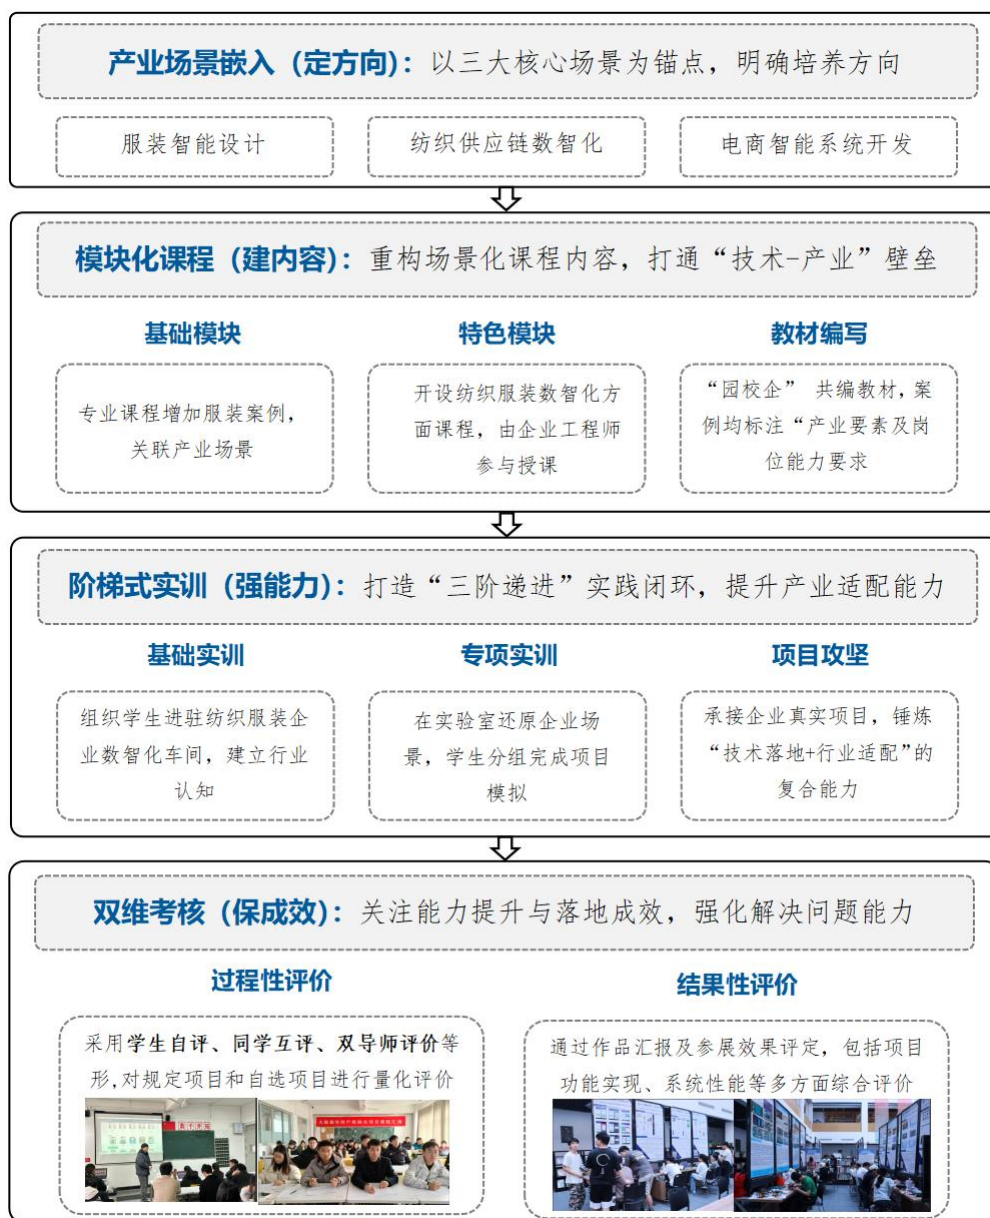 产业场景嵌入（定方向）：以三大核心场景为锚点，明确培养方向
服装智能设计
纺织供应链数智化
电商智能系统开发
模块化课程（建内容）：重构场景化课程内容，打通“技术-产业”壁垒
基础模块
特色模块
教材编写
专业课程增加服装案例，
关联产业场景
开设纺织服装数智化方
面课程，由企业工程师
参与授课
“园校企” 共编教材，案
例均标注“产业要素及岗
位能力要求
阶梯式实训（强能力）：打造“三阶递进”实践闭环，提升产业适配能力
基础实训
专项实训
项目攻坚
组织学生进驻纺织服装企
业数智化车间，建立行业
认知
在实验室还原企业场
景，学生分组完成项目
模拟
承接企业真实项目，锤炼
“技术落地+行业适配”的
复合能力
双维考核（保成效）：关注能力提升与落地成效，强化解决问题能力
过程性评价
结果性评价
采用学生自评、同学互评、双导师评价等
形,对规定项目和自选项目进行量化评价
通过作品汇报及参展效果评定，包括项目
功能实现、系统性能等多方面综合评价